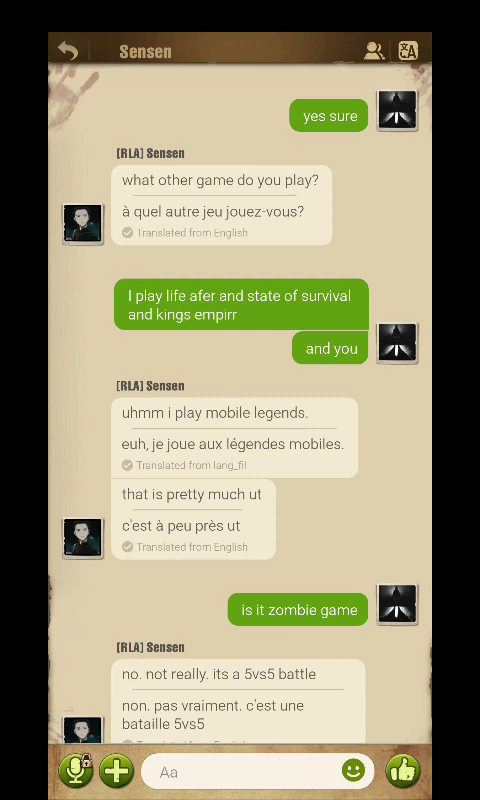 Sensen
yes sure
[RLA] Sensen
what other game do you play?
à quel autre jeu jouez-vous?
Translated from English
I play life afer and state of survival
and kings empirr
and you
[RLA] Sensen
uhmm i play mobile legends.
euh, je joue aux légendes mobiles.
Translated from lang_fil
that is pretty much ut
c'est à peu près ut
Translated from English
is it zombie game
[RLA] Sensen
no. not really. its a 5vs5 battle
non. pas vraiment. c'est une
bataille 5vs5
Aa